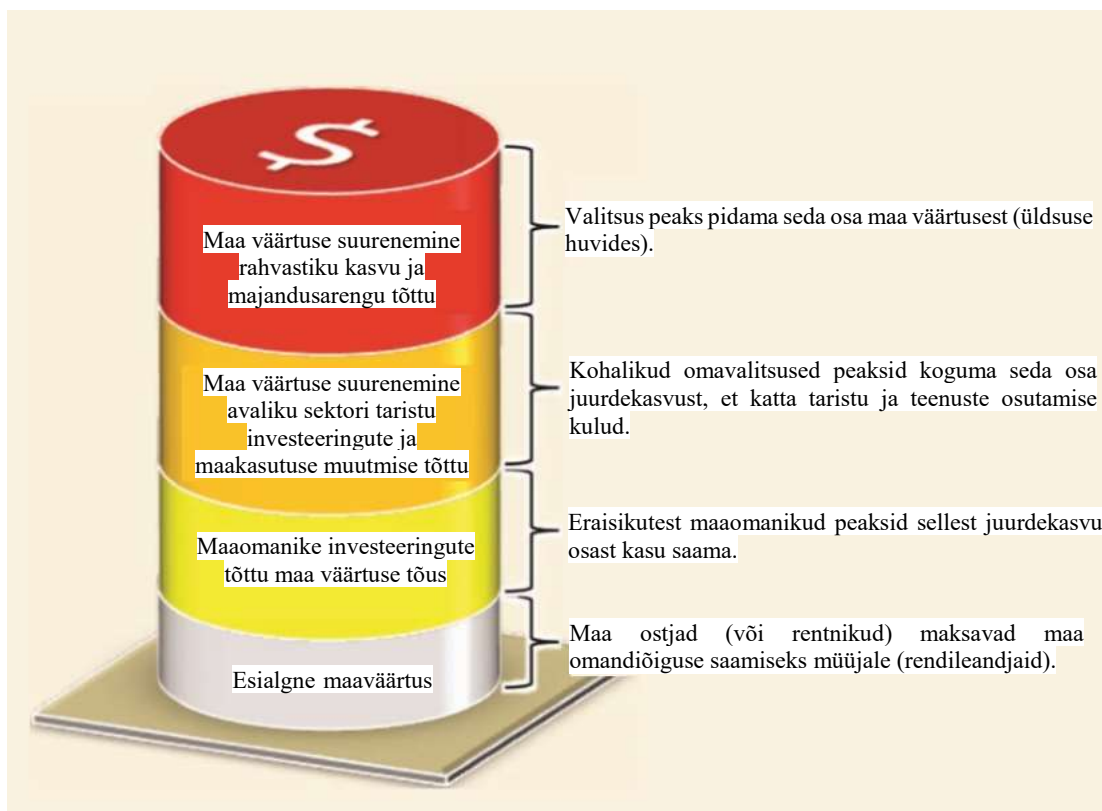 $
Maa väärtuse suurenemine
rahvastiku kasvu ja
majandusarengu tõttu
Valitsus peaks pidama seda osa maa väärtusest (üldsuse
huvides).
Maa väärtuse suurenemine
avaliku sektori taristu
investeeringute ja
maakasutuse muutmise tõttu
Kohalikud omavalitsused peaksid koguma seda osa
juurdekasvust, et katta taristu ja teenuste osutamise
kulud.
Maaomanike investeeringute
tõttu maa väärtuse tõus
Eraisikutest maaomanikud peaksid sellest juurdekasvu
osast kasu saama.
Esialgne maaväärtus
Maa ostjad (või rentnikud) maksavad maa
omandiõiguse saamiseks müüjale (rendileandjaid).